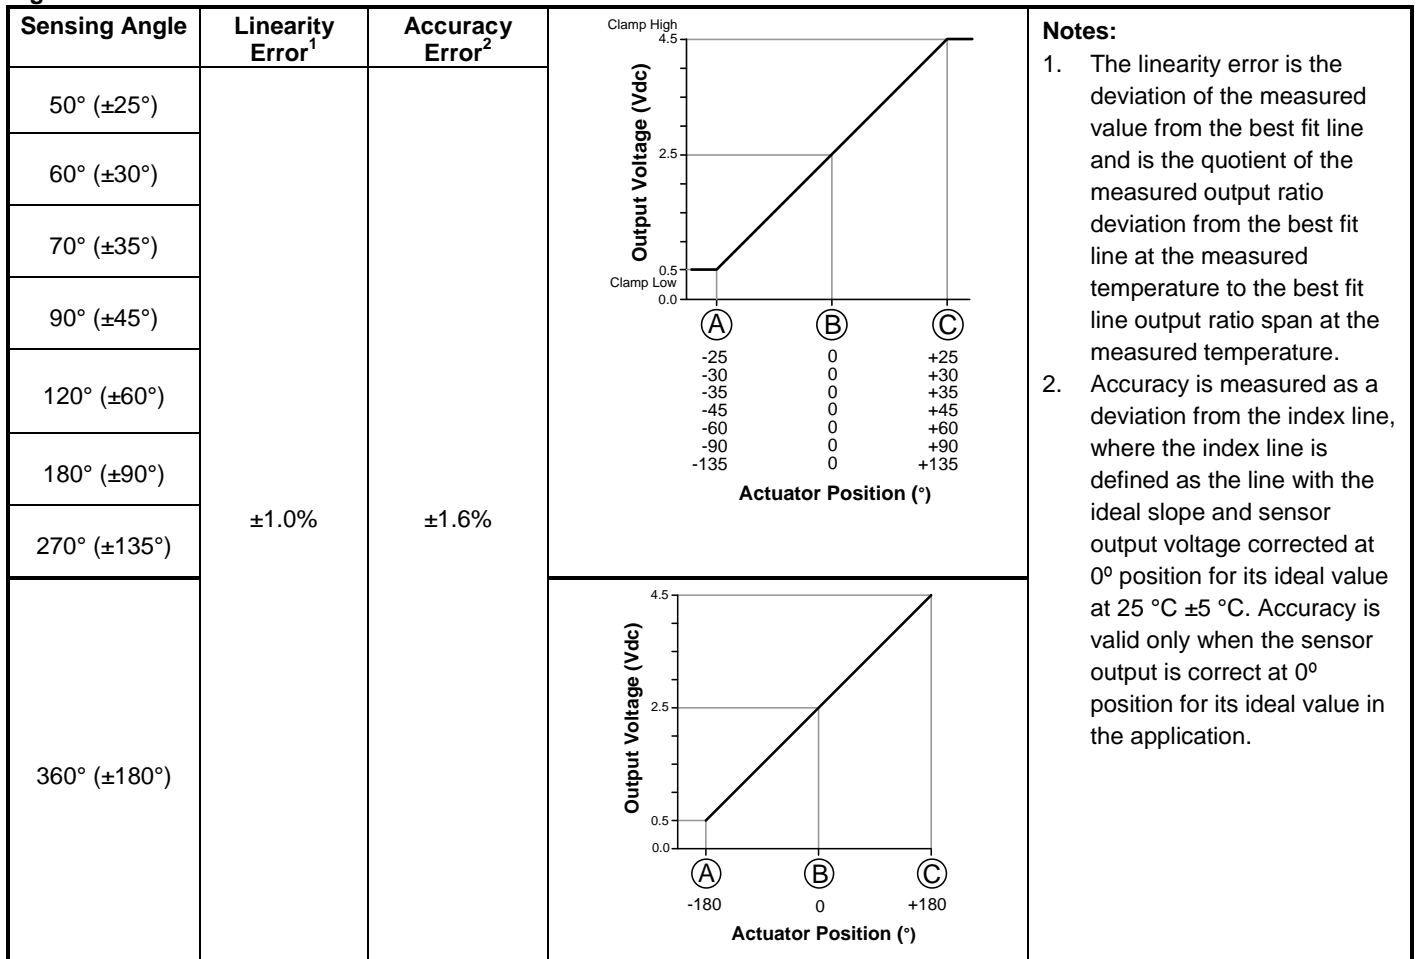 Sensing Angle
Linearity
Error1
Accuracy
Error2
50° (±25°)
60° (±30°)
70° (±35°)
90° (±45°)
120° (±60°)
180° (±90°)
270° (±135°)
360° (±180°)
±1.0%
±1.6%
Clamp High
4.5
2.5
0.5
Clamp Low
0.0
Output Voltage (Vdc)
A B C
-25 0 +25
-30 0 +30
-35 0 +35
-45 0 +45
-60 0 +60
-90 0 +90
-135 0 +135
Actuator Position (°)
4.5
2.5
0.5
0.0
Output Voltage (Vdc)
A B C
-180 0 +180
Actuator Position (°)
Notes:
1. The linearity error is the
deviation of the measured
value from the best fit line
and is the quotient of the
measured output ratio
deviation from the best fit
line at the measured
temperature to the best fit
line output ratio span at the
measured temperature.
2. Accuracy is measured as a
deviation from the index line,
where the index line is
defined as the line with the
ideal slope and sensor
output voltage corrected at
0º position for its ideal value
at 25 °C ±5 °C. Accuracy is
valid only when the sensor
output is correct at 0º
position for its ideal value in
the application.